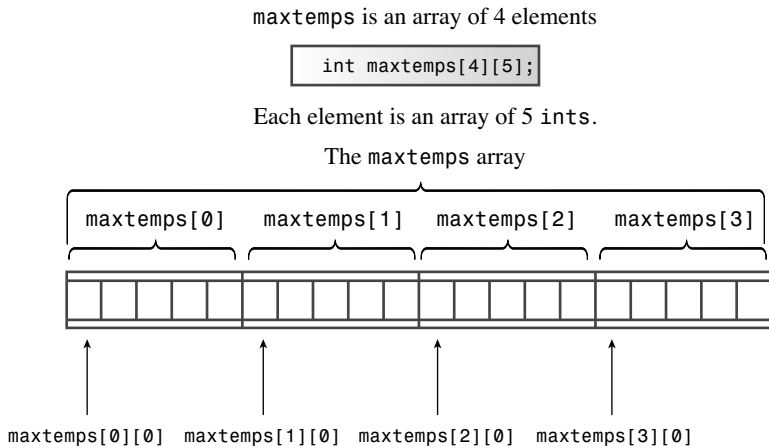 maxtemps is an array of 4 elements
int maxtemps[4][5];
Each element is an array of 5 ints.
The maxtemps array
maxtemps[0] maxtemps[1] maxtemps[2] maxtemps[3]
maxtemps[0][0] maxtemps[1][0] maxtemps[2][0] maxtemps[3][0]